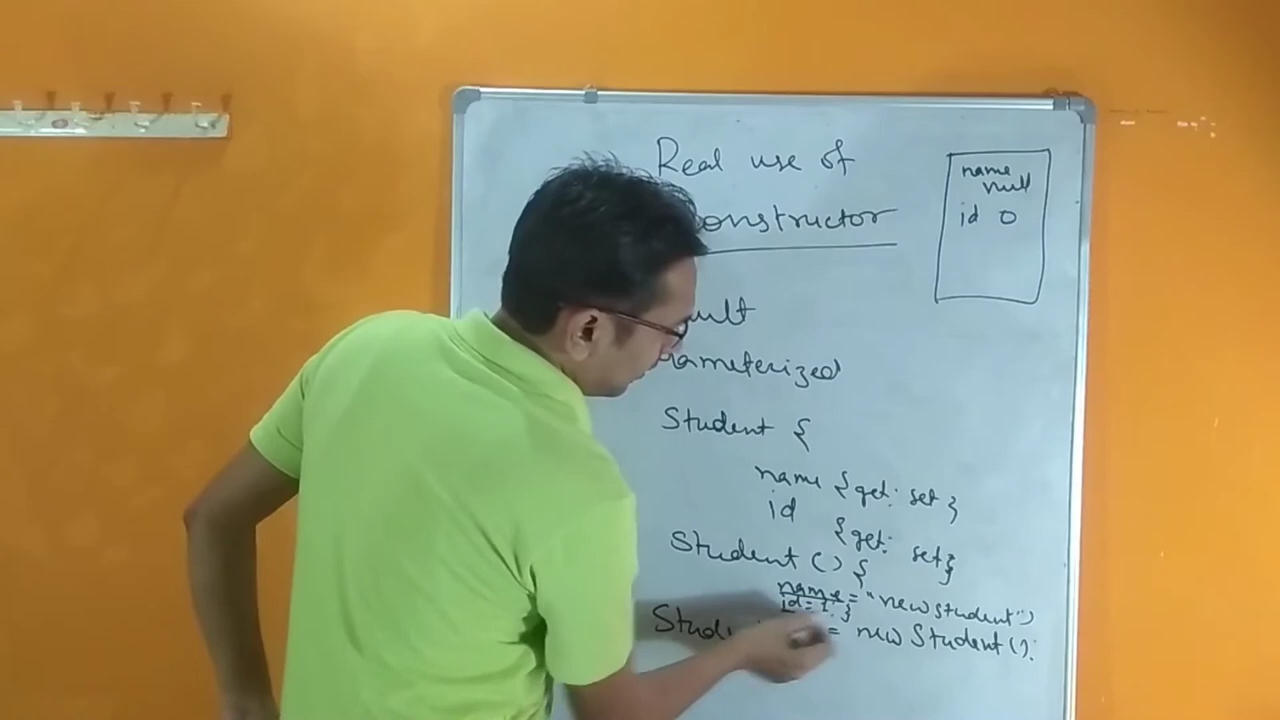 Real use of
onstructor
ult
rameterized
Student {
name {get; set}
id {get; set}
Student () {
name = "new student")
id = 1; }
Stud = new Student ();
name
null
id 0